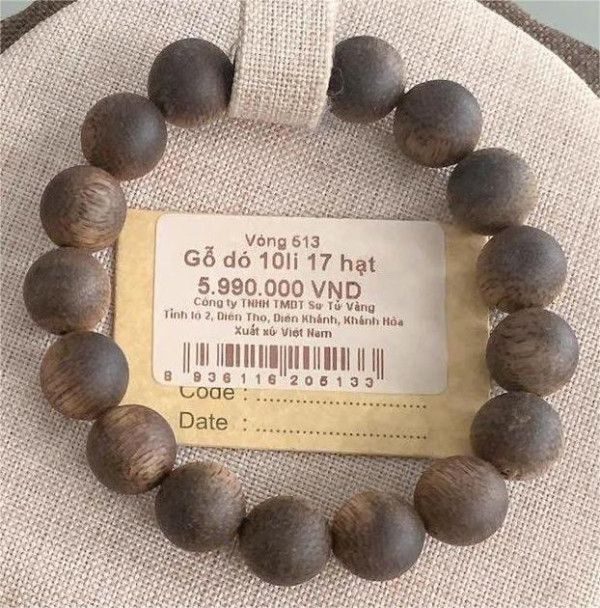 Vòng 513
Gỗ dó 10li 17 hạt
5.990.000 VND
Công ty TNHH TMDT Sư Tử Vàng
Tỉnh lộ 2, Diên Thọ, Diên Khánh, Khánh Hòa
Xuất xứ Việt Nam
8 936116 205133
Code : ..............................
Date : ..............................